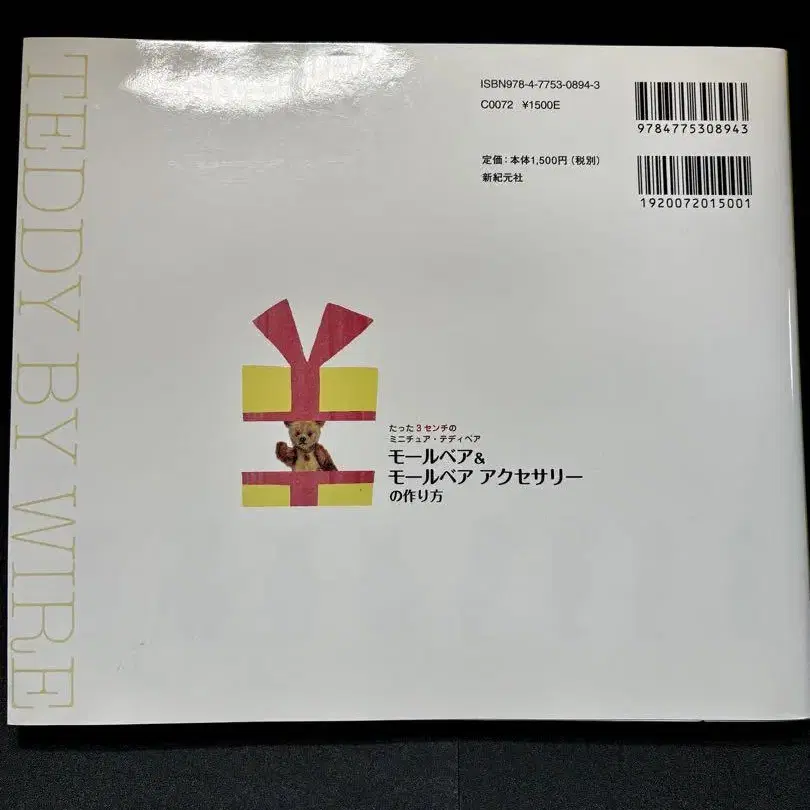 TEDDY BY WIRE
ISBN978-4-7753-0894-3
C0072 ¥1500E
9784775308943
定価：本体1,500円（税別）
新紀元社
1920072015001
たった3センチの
ミニチュア・テディベア
モールベア&
モールベア アクセサリー
の作り方